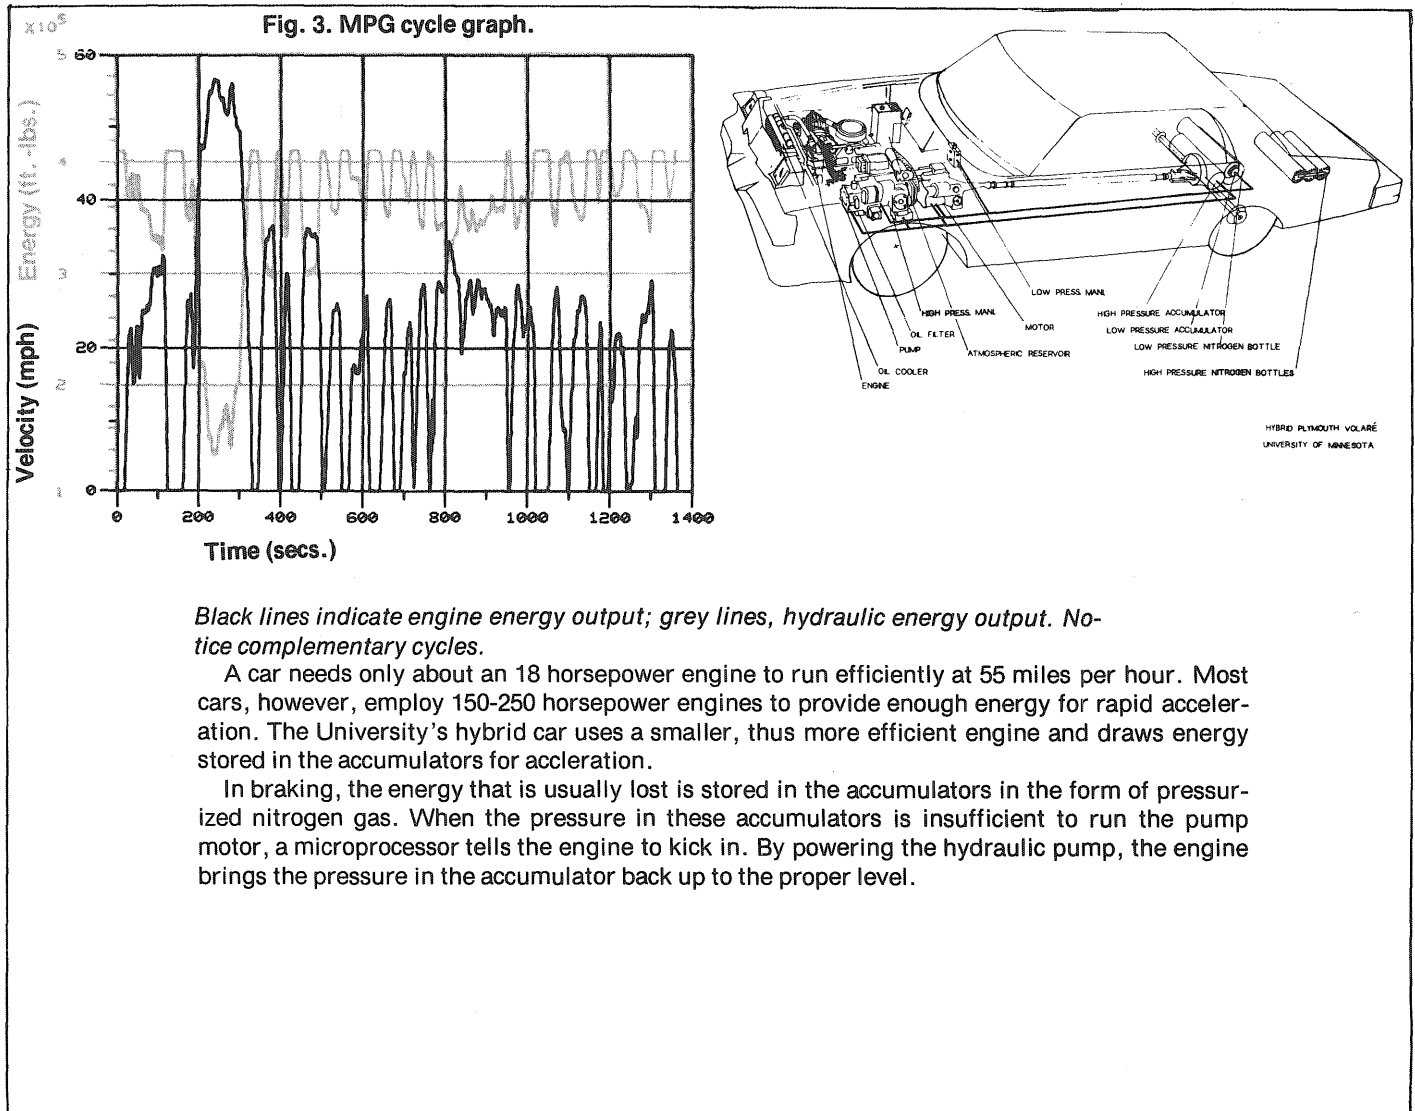 Fig. 3. MPG cycle graph.
x10⁵
5
4
3
2
1
Energy (ft.-lbs.)
60
40
20
0
Velocity (mph)
0 200 400 600 800 1000 1200 1400
Time (secs.)
LOW PRESS. MANI.
HIGH PRESS. MANI.
MOTOR
OIL FILTER
PUMP
ATMOSPHERIC RESERVOIR
OIL COOLER
ENGINE
HIGH PRESSURE ACCUMULATOR
LOW PRESSURE ACCUMULATOR
LOW PRESSURE NITROGEN BOTTLE
HIGH PRESSURE NITROGEN BOTTLES
HYBRID PLYMOUTH VOLARÉ
UNIVERSITY OF MINNESOTA
Black lines indicate engine energy output; grey lines, hydraulic energy output. No-
tice complementary cycles.
A car needs only about an 18 horsepower engine to run efficiently at 55 miles per hour. Most
cars, however, employ 150-250 horsepower engines to provide enough energy for rapid acceler-
ation. The University's hybrid car uses a smaller, thus more efficient engine and draws energy
stored in the accumulators for accleration.
In braking, the energy that is usually lost is stored in the accumulators in the form of pressur-
ized nitrogen gas. When the pressure in these accumulators is insufficient to run the pump
motor, a microprocessor tells the engine to kick in. By powering the hydraulic pump, the engine
brings the pressure in the accumulator back up to the proper level.